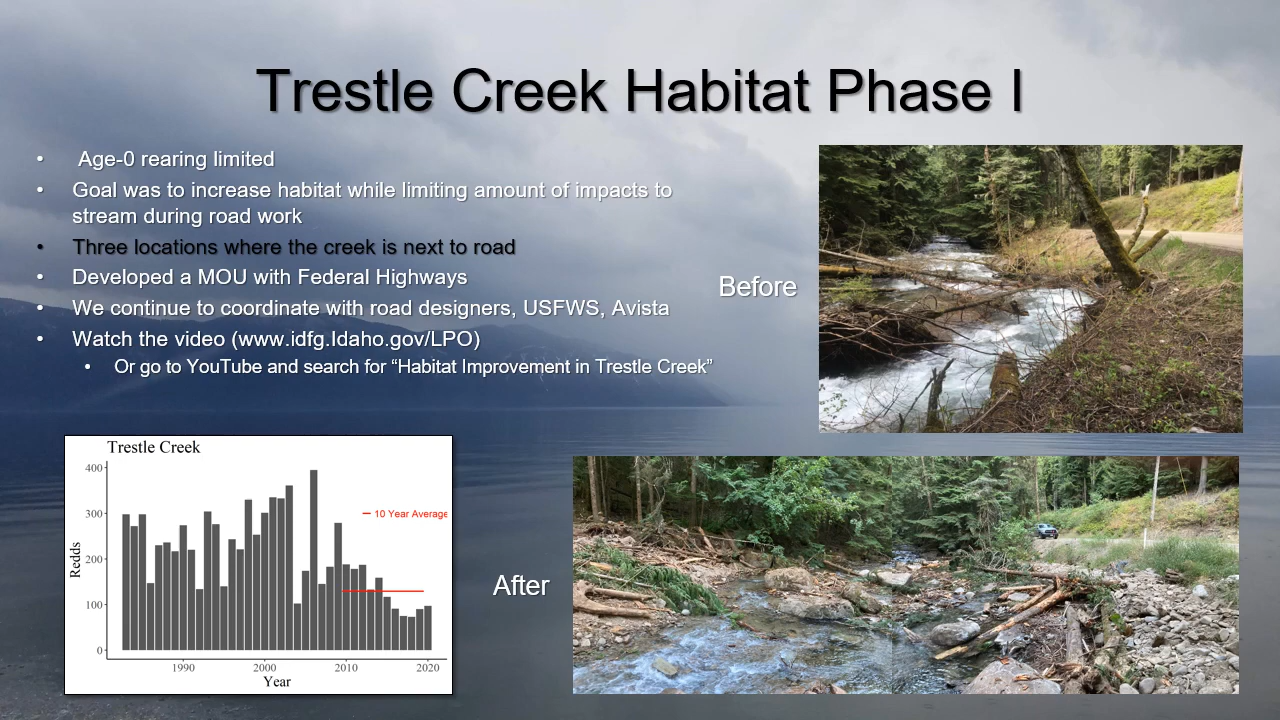 Trestle Creek Habitat Phase I
• Age-0 rearing limited
• Goal was to increase habitat while limiting amount of impacts to
stream during road work
• Three locations where the creek is next to road
• Developed a MOU with Federal Highways
• We continue to coordinate with road designers, USFWS, Avista
• Watch the video (www.idfg.Idaho.gov/LPO)
• Or go to YouTube and search for “Habitat Improvement in Trestle Creek”
Before
After
Trestle Creek
400
300
200
100
0
Redds
10 Year Average
1990 2000 2010 2020
Year